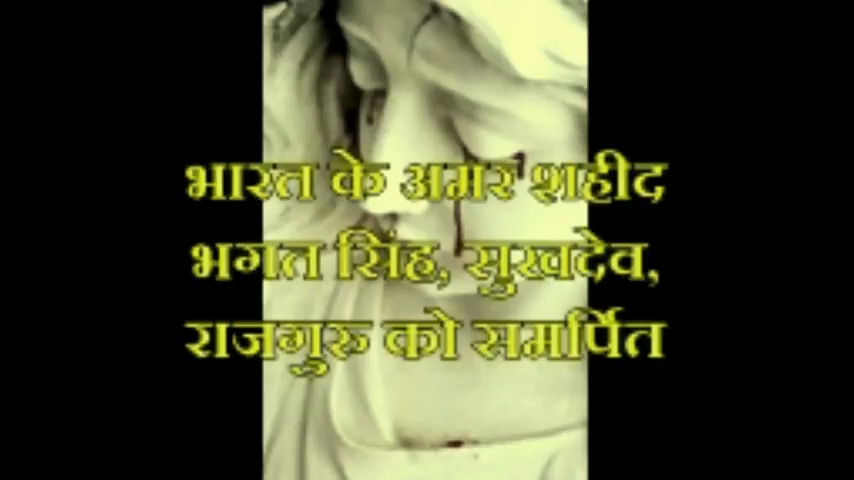 भारत के अमर शहीद
भगत सिंह, सुखदेव,
राजगुरु को समर्पित